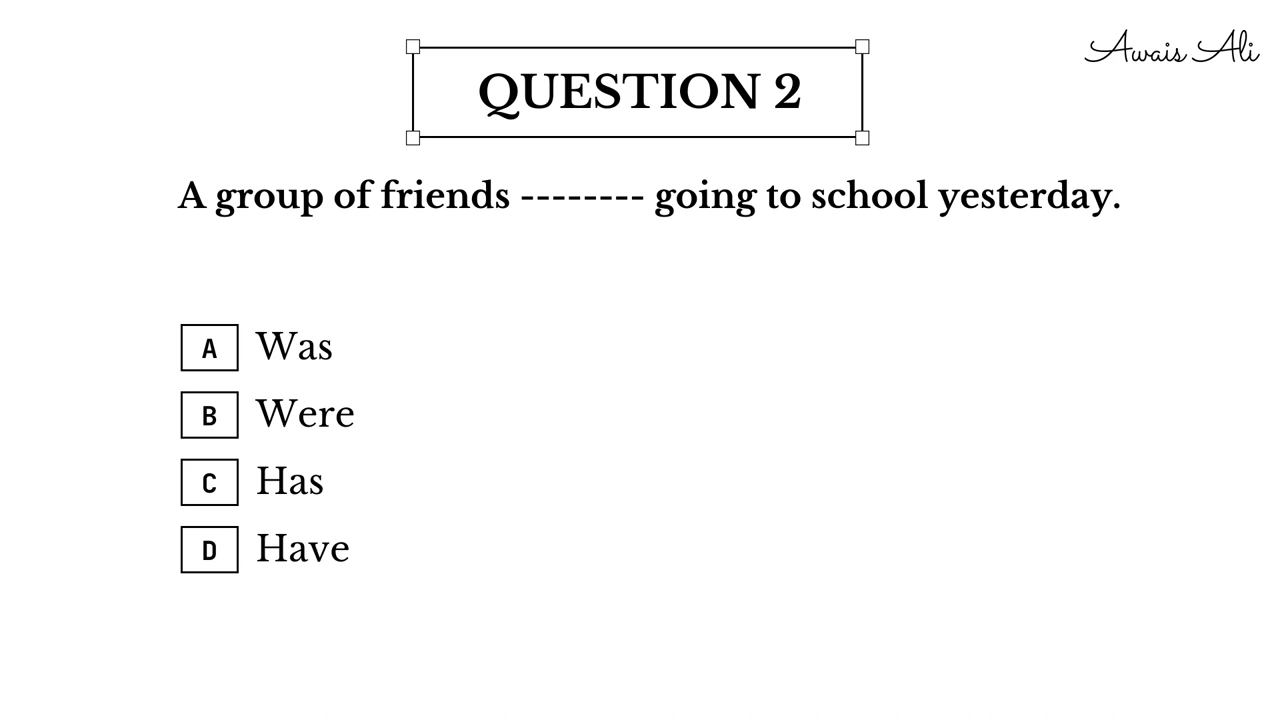 Awais Ali
QUESTION 2
A group of friends -------- going to school yesterday.
A Was
B Were
C Has
D Have